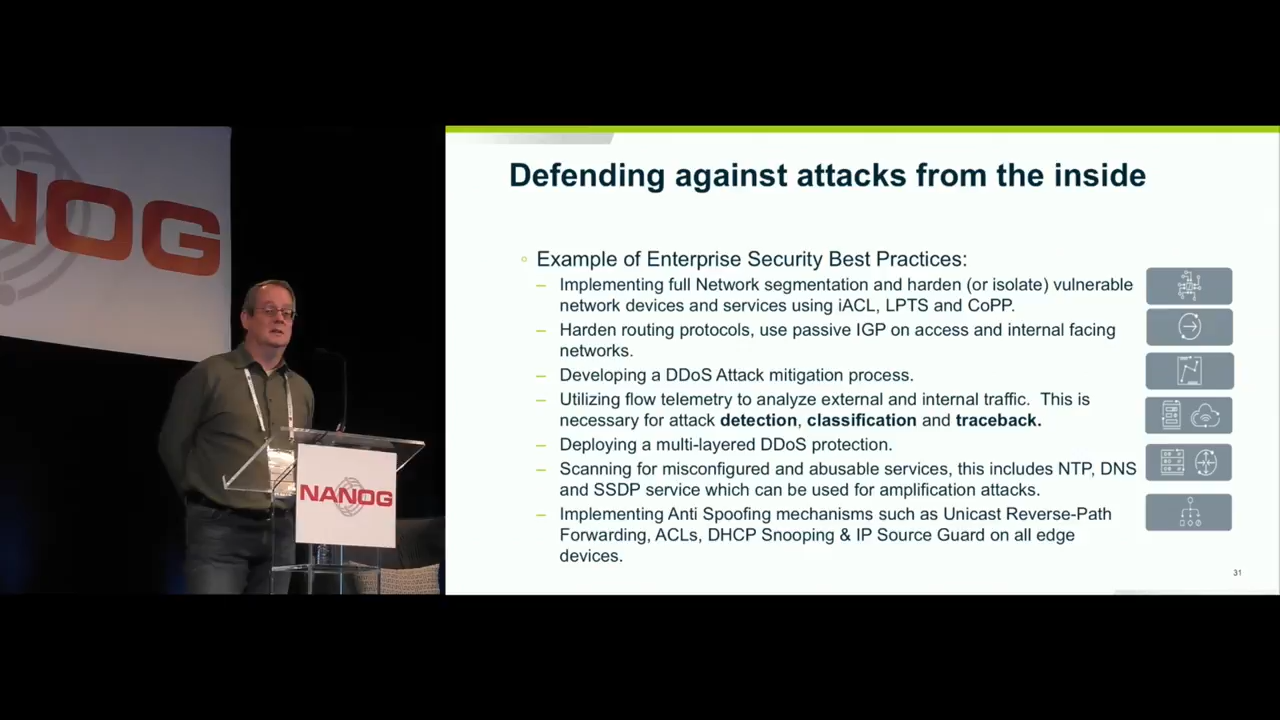 NOG
NANOG
Defending against attacks from the inside
◦ Example of Enterprise Security Best Practices:
– Implementing full Network segmentation and harden (or isolate) vulnerable
network devices and services using iACL, LPTS and CoPP.
– Harden routing protocols, use passive IGP on access and internal facing
networks.
– Developing a DDoS Attack mitigation process.
– Utilizing flow telemetry to analyze external and internal traffic.  This is
necessary for attack detection, classification and traceback.
– Deploying a multi-layered DDoS protection.
– Scanning for misconfigured and abusable services, this includes NTP, DNS
and SSDP service which can be used for amplification attacks.
– Implementing Anti Spoofing mechanisms such as Unicast Reverse-Path
Forwarding, ACLs, DHCP Snooping & IP Source Guard on all edge
devices.
31